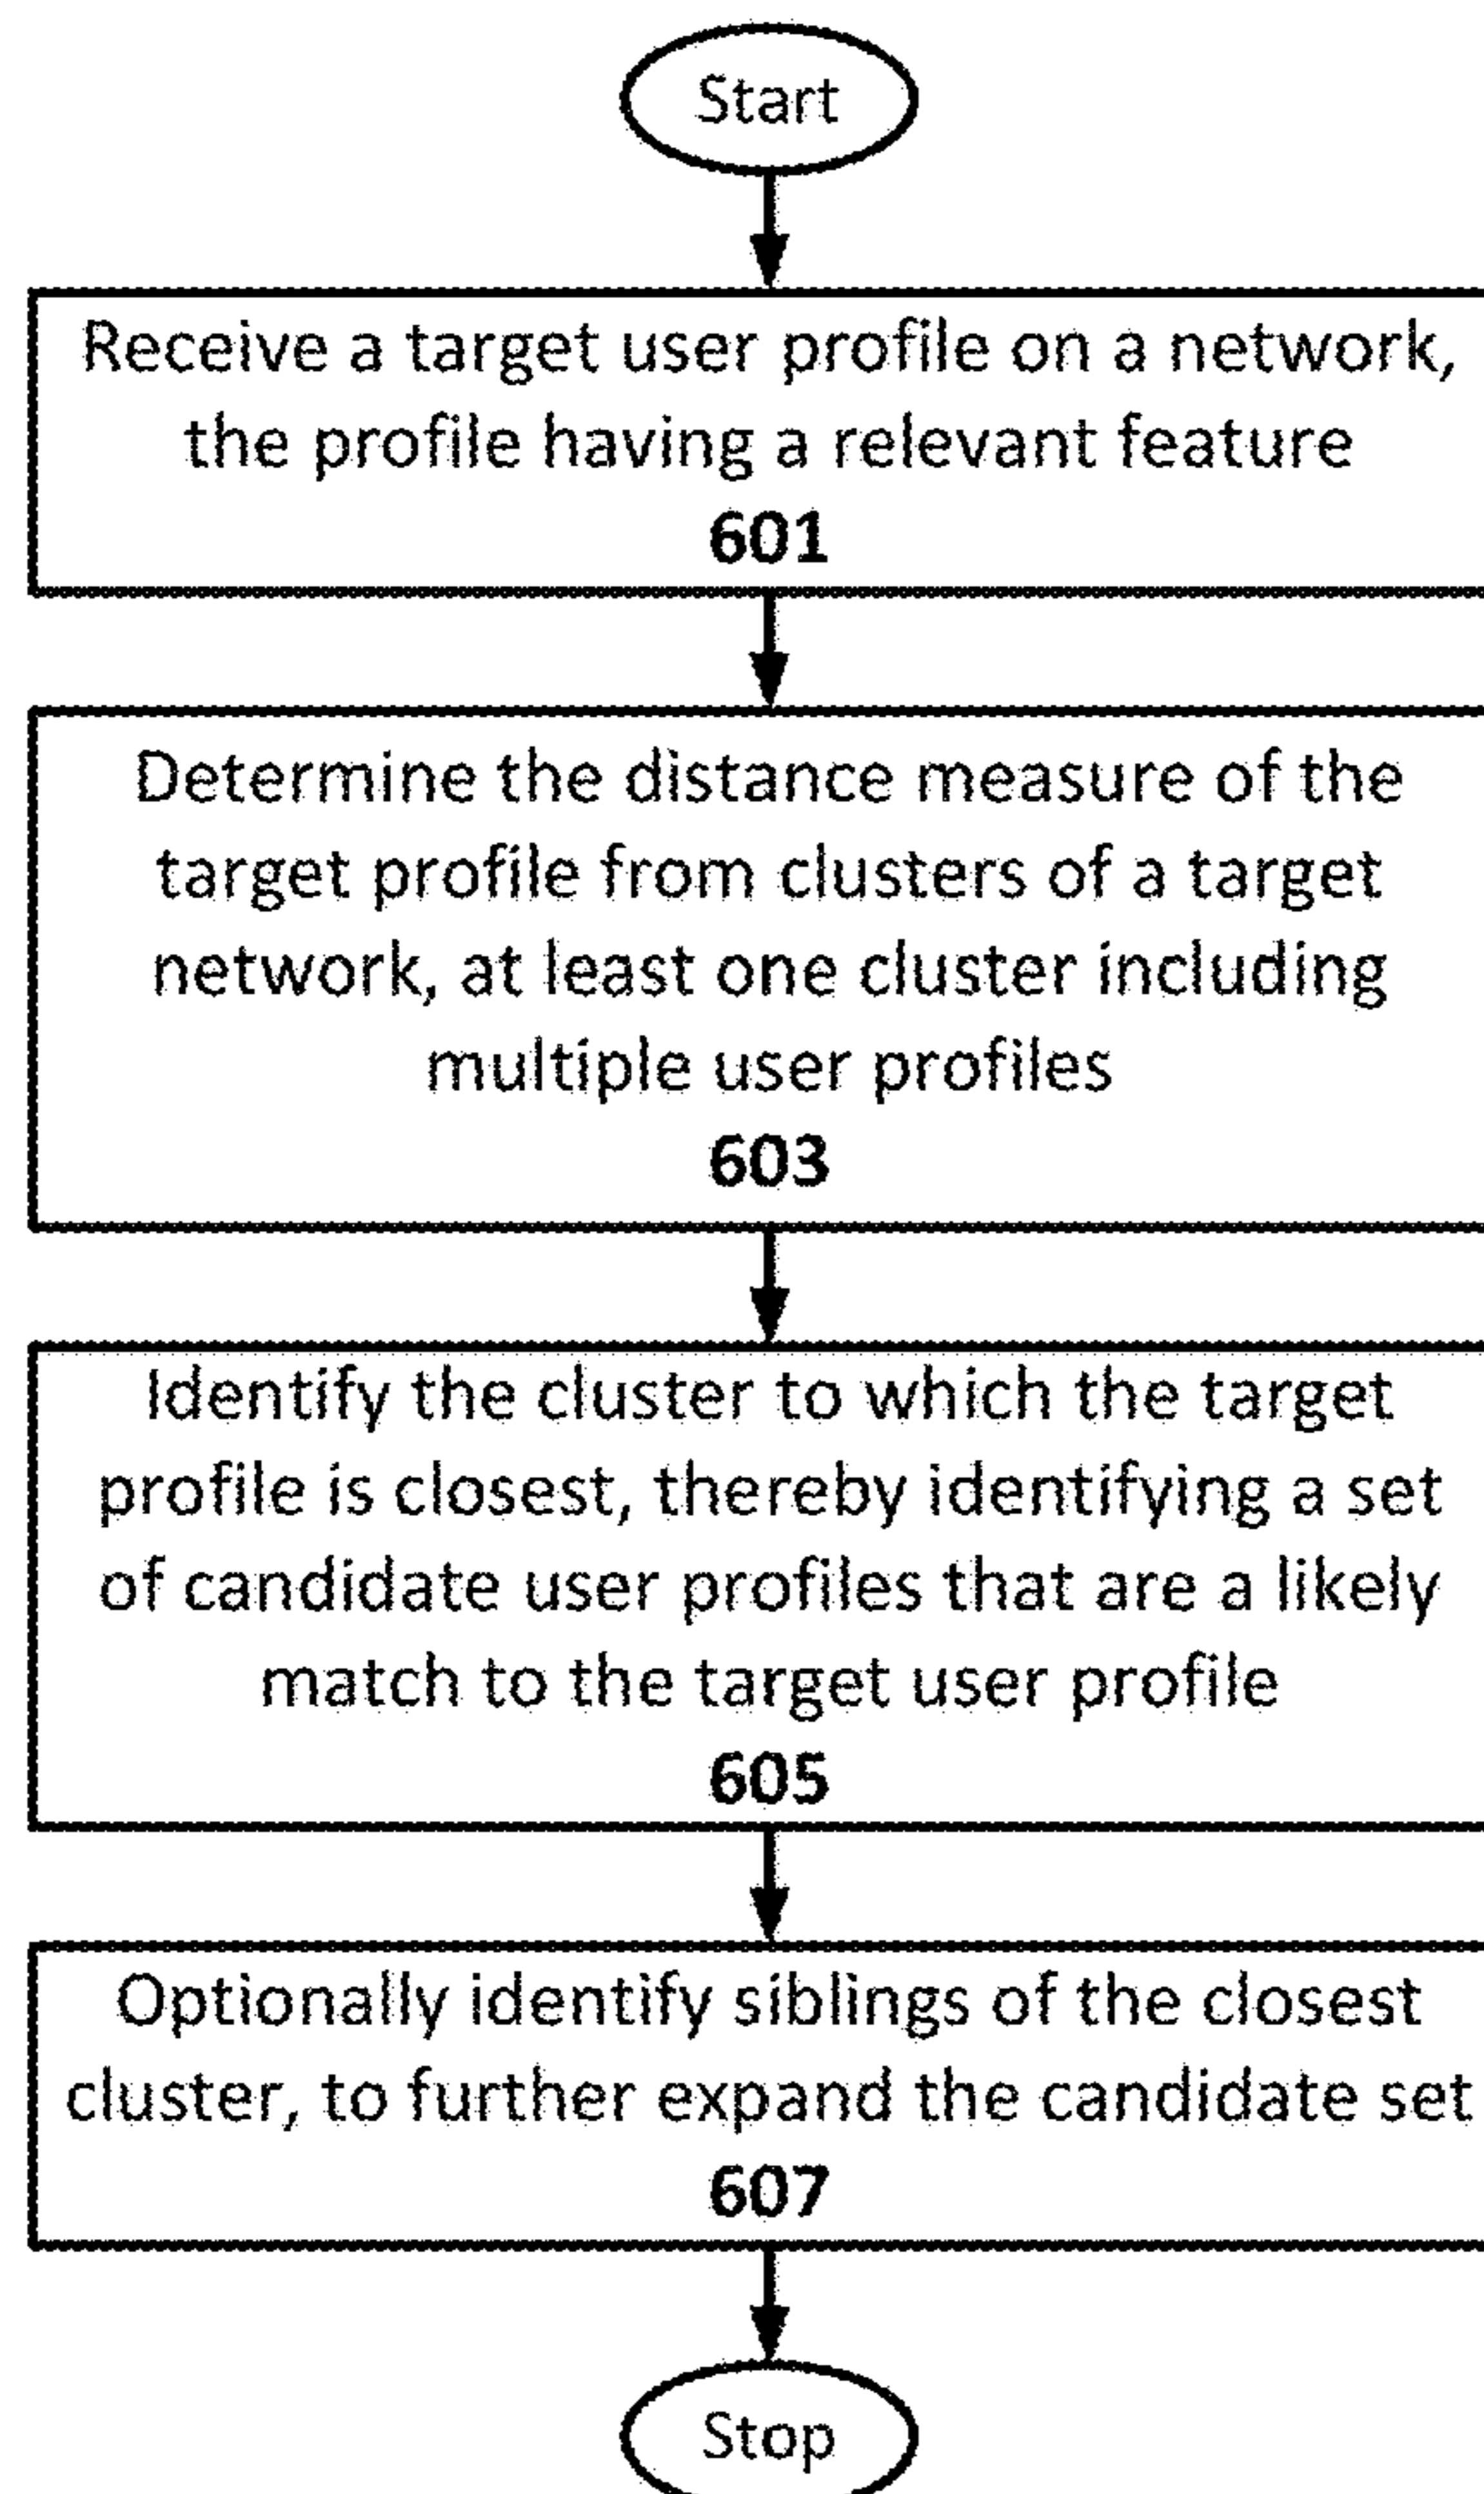 Start
Receive a target user profile on a network,
the profile having a relevant feature
601
Determine the distance measure of the
target profile from clusters of a target
network, at least one cluster including
multiple user profiles
603
Identify the cluster to which the target
profile is closest, thereby identifying a set
of candidate user profiles that are a likely
match to the target user profile
605
Optionally identify siblings of the closest
cluster, to further expand the candidate set
607
Stop